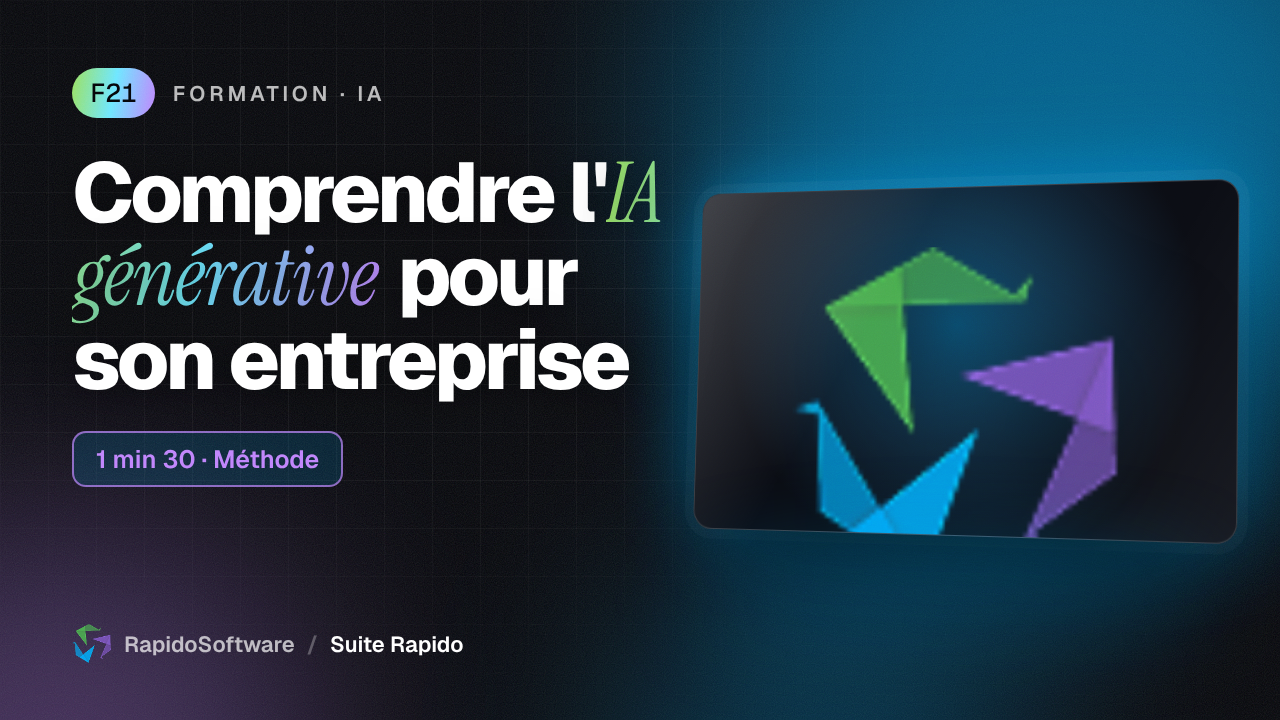 F21 FORMATION · IA
Comprendre l'IA
générative pour
son entreprise
1 min 30 · Méthode
RapidoSoftware / Suite Rapido